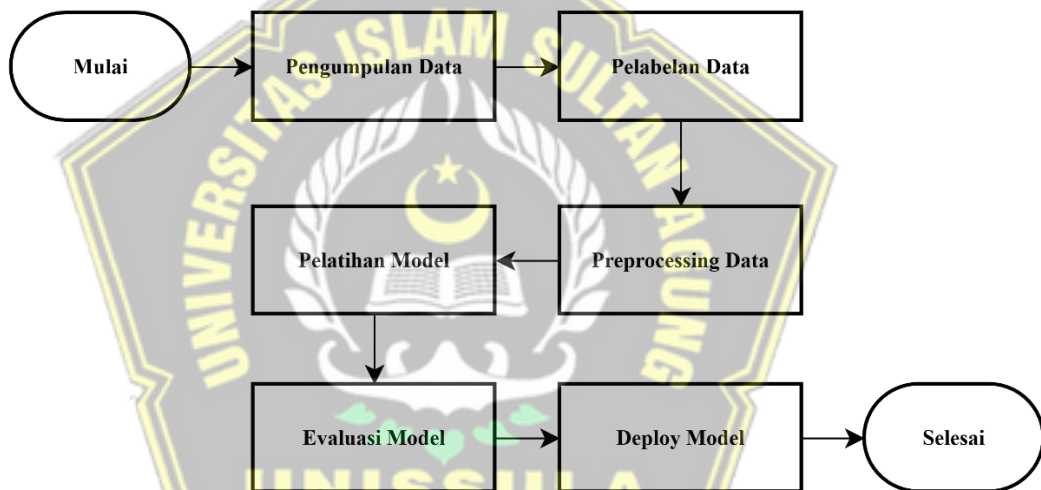 Mulai
Pengumpulan Data
Pelabelan Data
Pelatihan Model
Preprocessing Data
Evaluasi Model
Deploy Model
Selesai
UNIVERSITAS ISLAM SULTAN AGUNG
UNISSULA